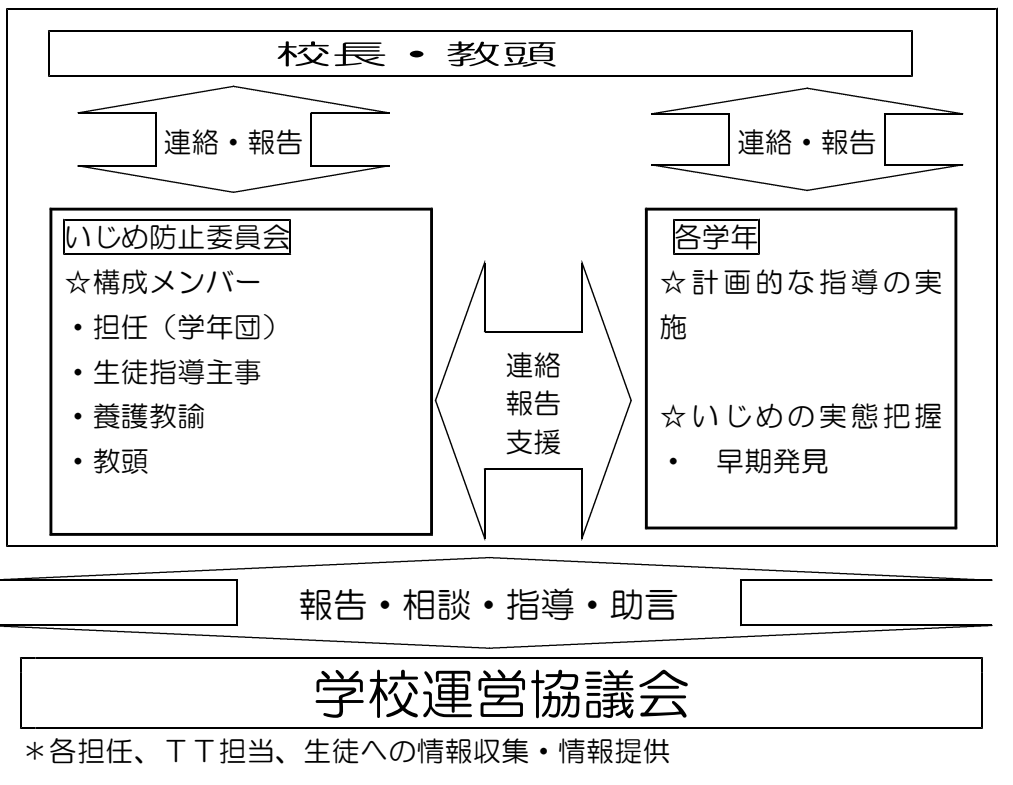 校長・教頭
連絡・報告
連絡・報告
いじめ防止委員会
☆構成メンバー
・担任（学年団）
・生徒指導主事
・養護教諭
・教頭
連絡
報告
支援
各学年
☆計画的な指導の実
施
☆いじめの実態把握
・　早期発見
報告・相談・指導・助言
学校運営協議会
＊各担任、ＴＴ担当、生徒への情報収集・情報提供